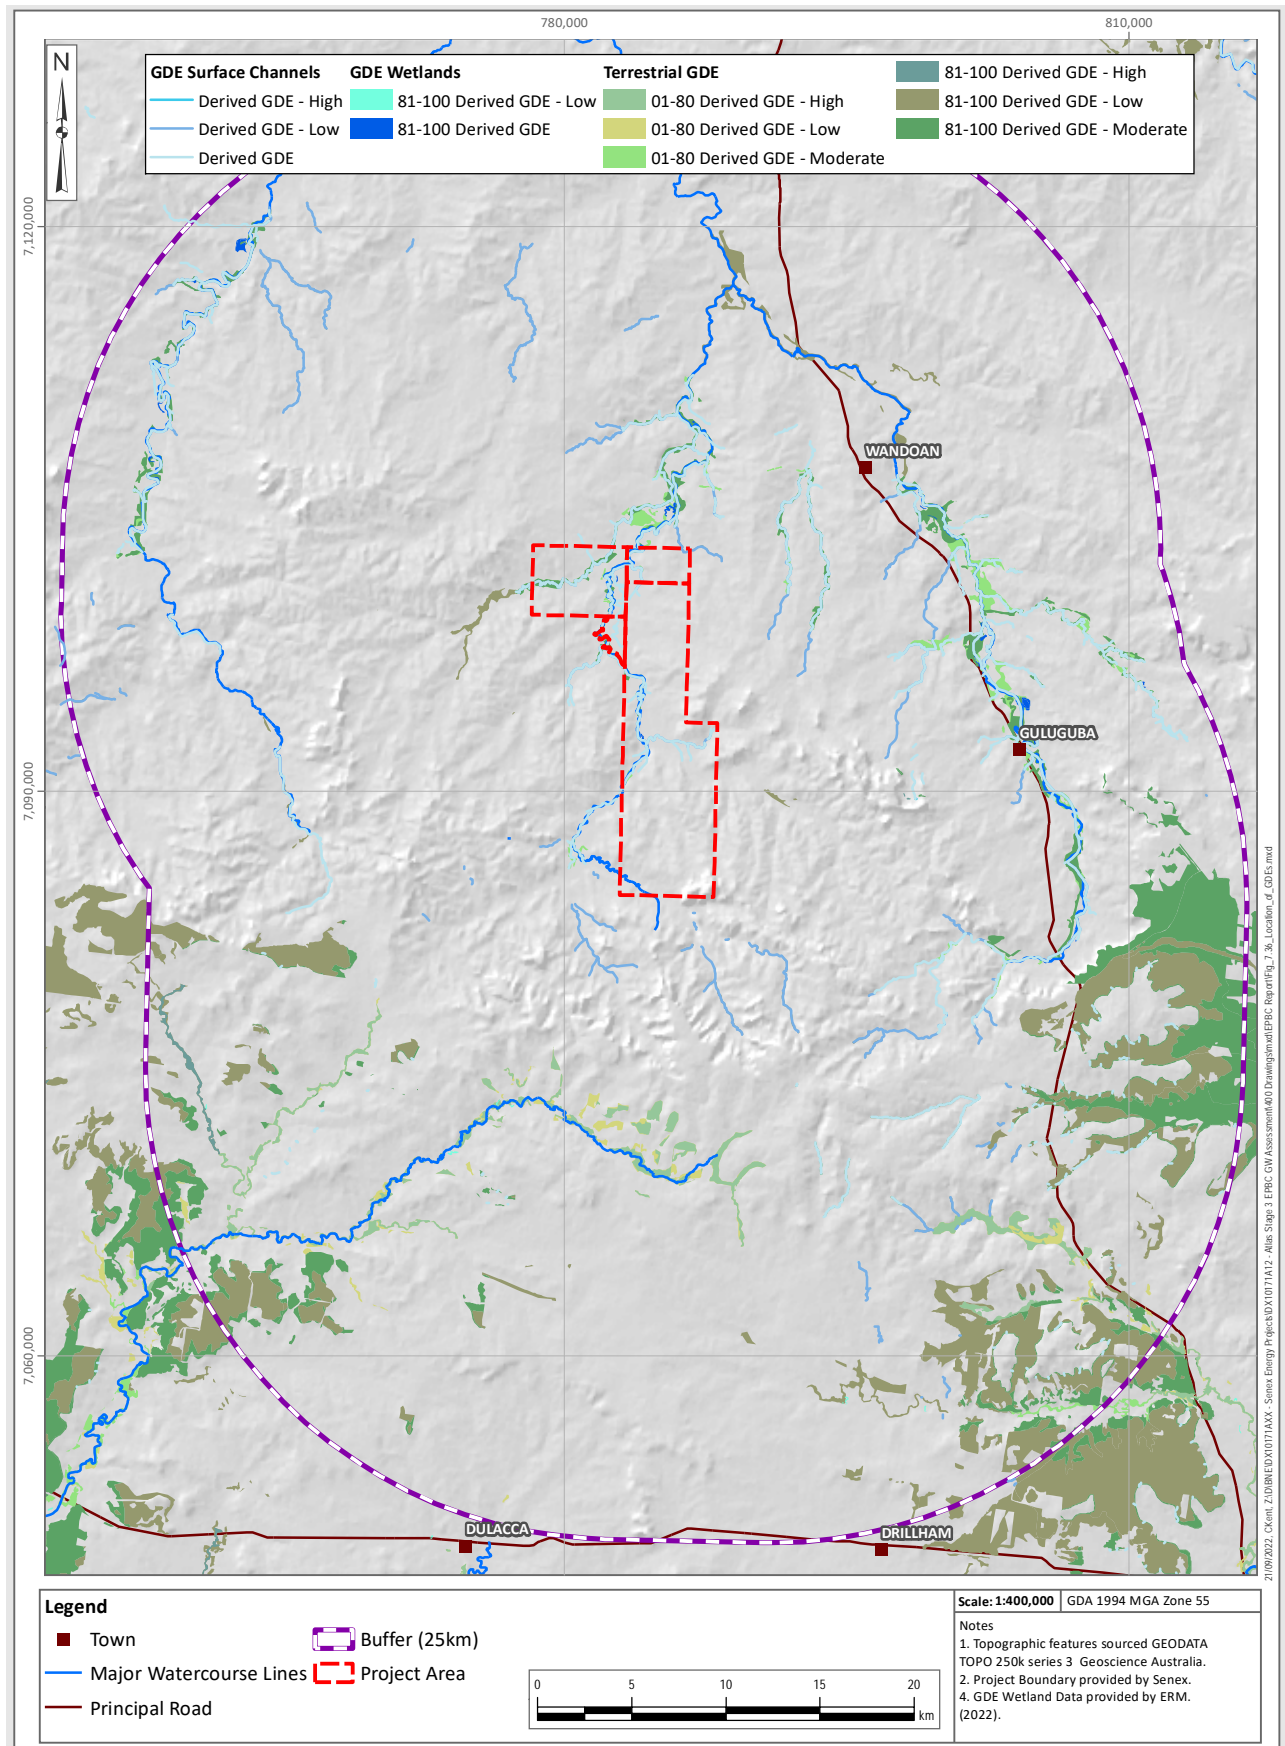 780,000
810,000
N
GDE Surface Channels
Derived GDE - High
Derived GDE - Low
Derived GDE
GDE Wetlands
81-100 Derived GDE - Low
81-100 Derived GDE
Terrestrial GDE
01-80 Derived GDE - High
01-80 Derived GDE - Low
01-80 Derived GDE - Moderate
81-100 Derived GDE - High
81-100 Derived GDE - Low
81-100 Derived GDE - Moderate
7,120,000
7,090,000
7,060,000
WANDOAN
GULUGUBA
DULACCA
DRILLHAM
Legend
Town
Major Watercourse Lines
Principal Road
Buffer (25km)
Project Area
0 5 10 15 20
km
Scale: 1:400,000
GDA 1994 MGA Zone 55
Notes
1. Topographic features sourced GEODATA
TOPO 250k series 3 Geoscience Australia.
2. Project Boundary provided by Senex.
4. GDE Wetland Data provided by ERM.
(2022).